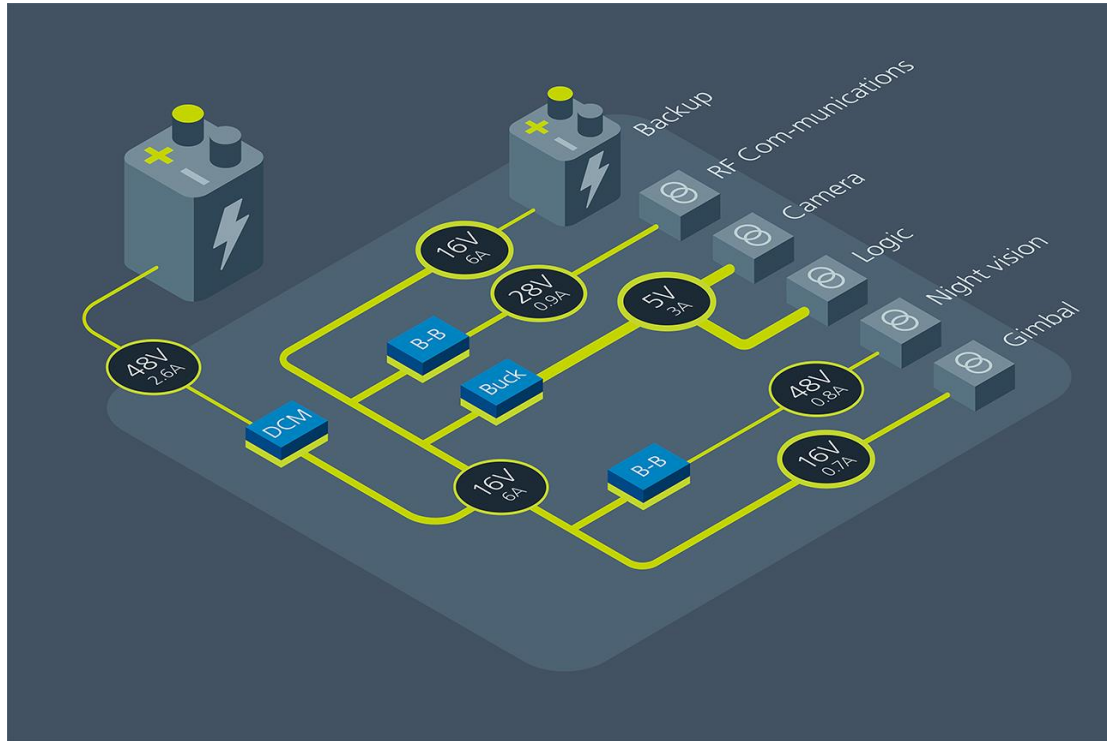 Backup
RF Com-munications
Camera
Logic
Night vision
Gimbal
16V
6A
28V
0.9A
5V
3A
B-B
48V
2.6A
Buck
48V
0.8A
DCM
16V
6A
B-B
16V
0.7A